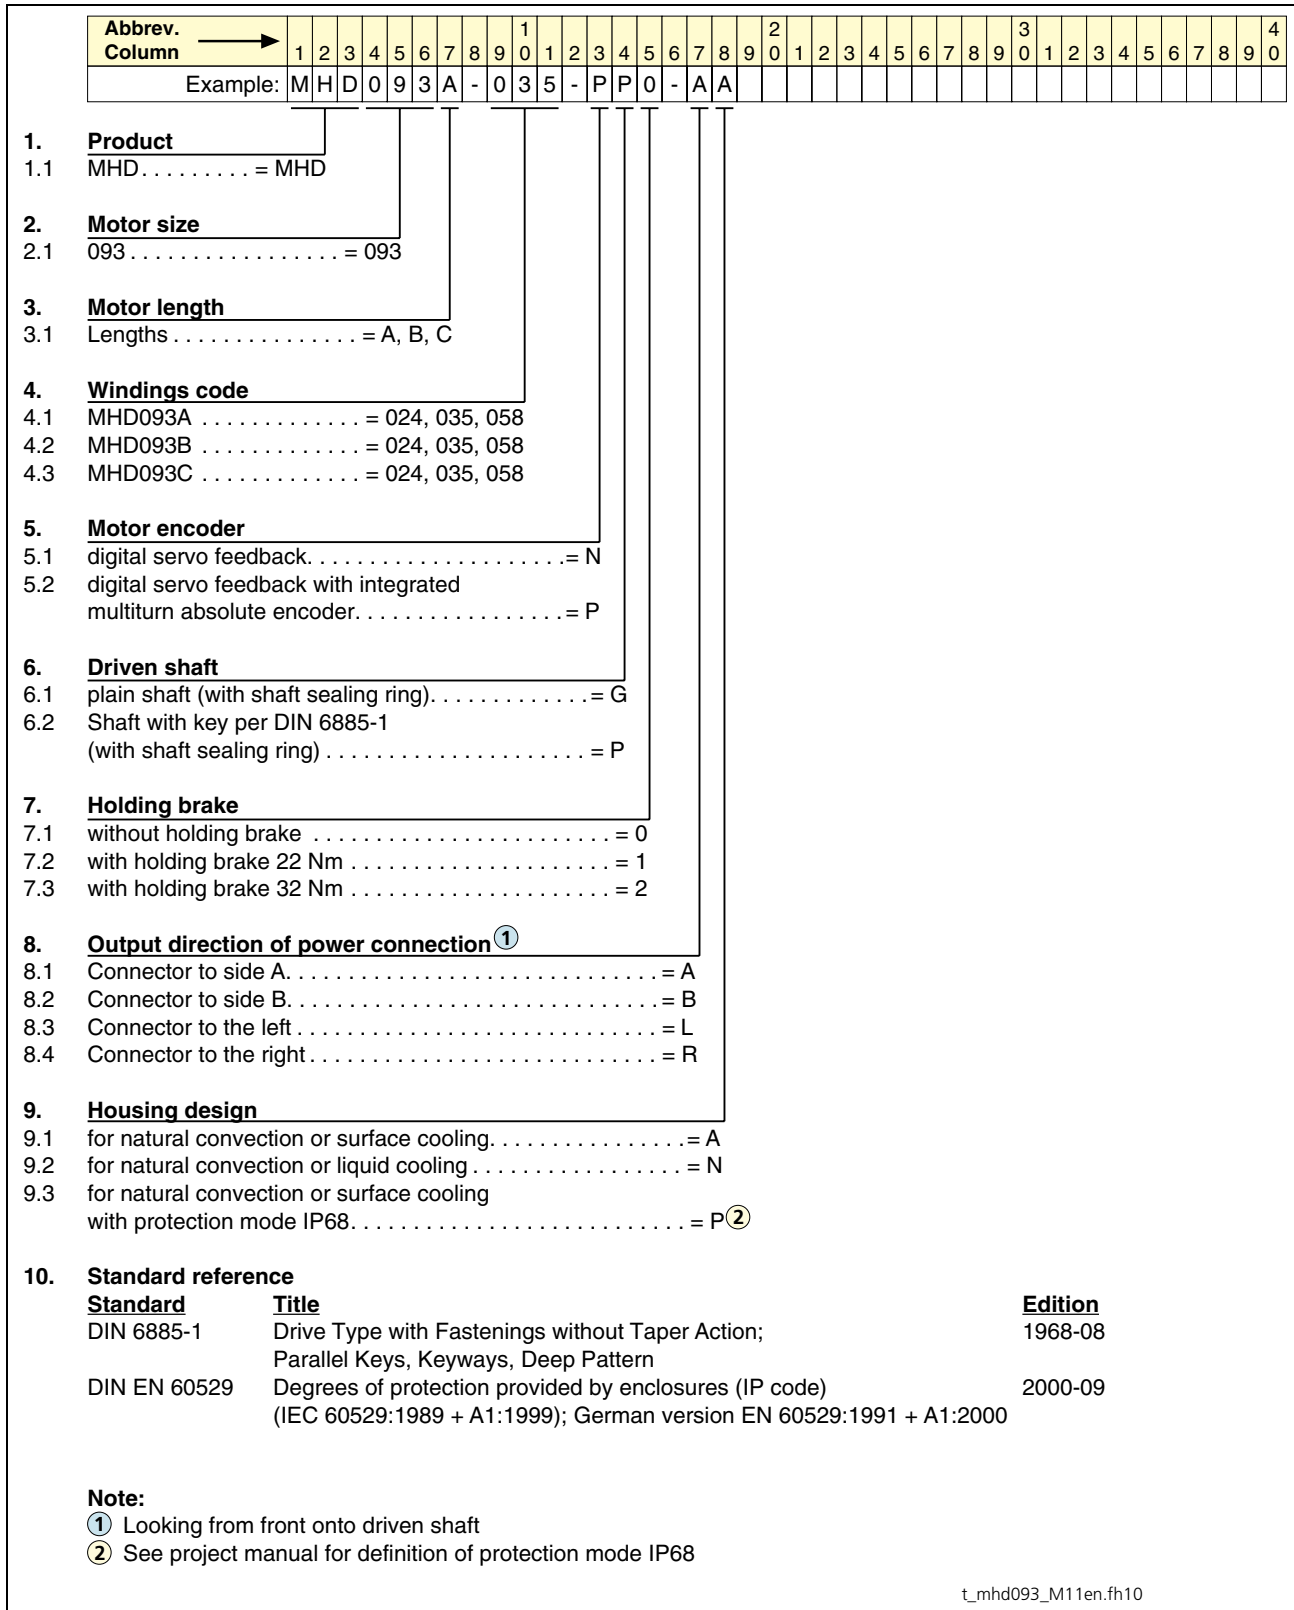 Abbrev. 1 2 3 4
Column 1 2 3 4 5 6 7 8 9 0 1 2 3 4 5 6 7 8 9 0 1 2 3 4 5 6 7 8 9 0 1 2 3 4 5 6 7 8 9 0
Example: M H D 0 9 3 A - 0 3 5 - P P 0 - A A
1. Product
1.1 MHD. . . . . . . . . = MHD
2. Motor size
2.1 093 . . . . . . . . . . . . . . . . . = 093
3. Motor length
3.1 Lengths . . . . . . . . . . . . . . . = A, B, C
4. Windings code
4.1 MHD093A . . . . . . . . . . . . . = 024, 035, 058
4.2 MHD093B . . . . . . . . . . . . . = 024, 035, 058
4.3 MHD093C . . . . . . . . . . . . . = 024, 035, 058
5. Motor encoder
5.1 digital servo feedback. . . . . . . . . . . . . . . . . . . . . = N
5.2 digital servo feedback with integrated
multiturn absolute encoder. . . . . . . . . . . . . . . . . = P
6. Driven shaft
6.1 plain shaft (with shaft sealing ring). . . . . . . . . . . . . = G
6.2 Shaft with key per DIN 6885-1
(with shaft sealing ring) . . . . . . . . . . . . . . . . . . . . . = P
7. Holding brake
7.1 without holding brake . . . . . . . . . . . . . . . . . . . . . . . . = 0
7.2 with holding brake 22 Nm . . . . . . . . . . . . . . . . . . . . . = 1
7.3 with holding brake 32 Nm . . . . . . . . . . . . . . . . . . . . . = 2
8. Output direction of power connection 1
8.1 Connector to side A. . . . . . . . . . . . . . . . . . . . . . . . . . . . . . = A
8.2 Connector to side B. . . . . . . . . . . . . . . . . . . . . . . . . . . . . . = B
8.3 Connector to the left . . . . . . . . . . . . . . . . . . . . . . . . . . . . . = L
8.4 Connector to the right . . . . . . . . . . . . . . . . . . . . . . . . . . . . = R
9. Housing design
9.1 for natural convection or surface cooling. . . . . . . . . . . . . . . . = A
9.2 for natural convection or liquid cooling . . . . . . . . . . . . . . . . . = N
9.3 for natural convection or surface cooling
with protection mode IP68. . . . . . . . . . . . . . . . . . . . . . . . . . . = P 2
10. Standard reference
Standard Title Edition
DIN 6885-1 Drive Type with Fastenings without Taper Action; 1968-08
Parallel Keys, Keyways, Deep Pattern
DIN EN 60529 Degrees of protection provided by enclosures (IP code) 2000-09
(IEC 60529:1989 + A1:1999); German version EN 60529:1991 + A1:2000
Note:
1 Looking from front onto driven shaft
2 See project manual for definition of protection mode IP68
t_mhd093_M11en.fh10